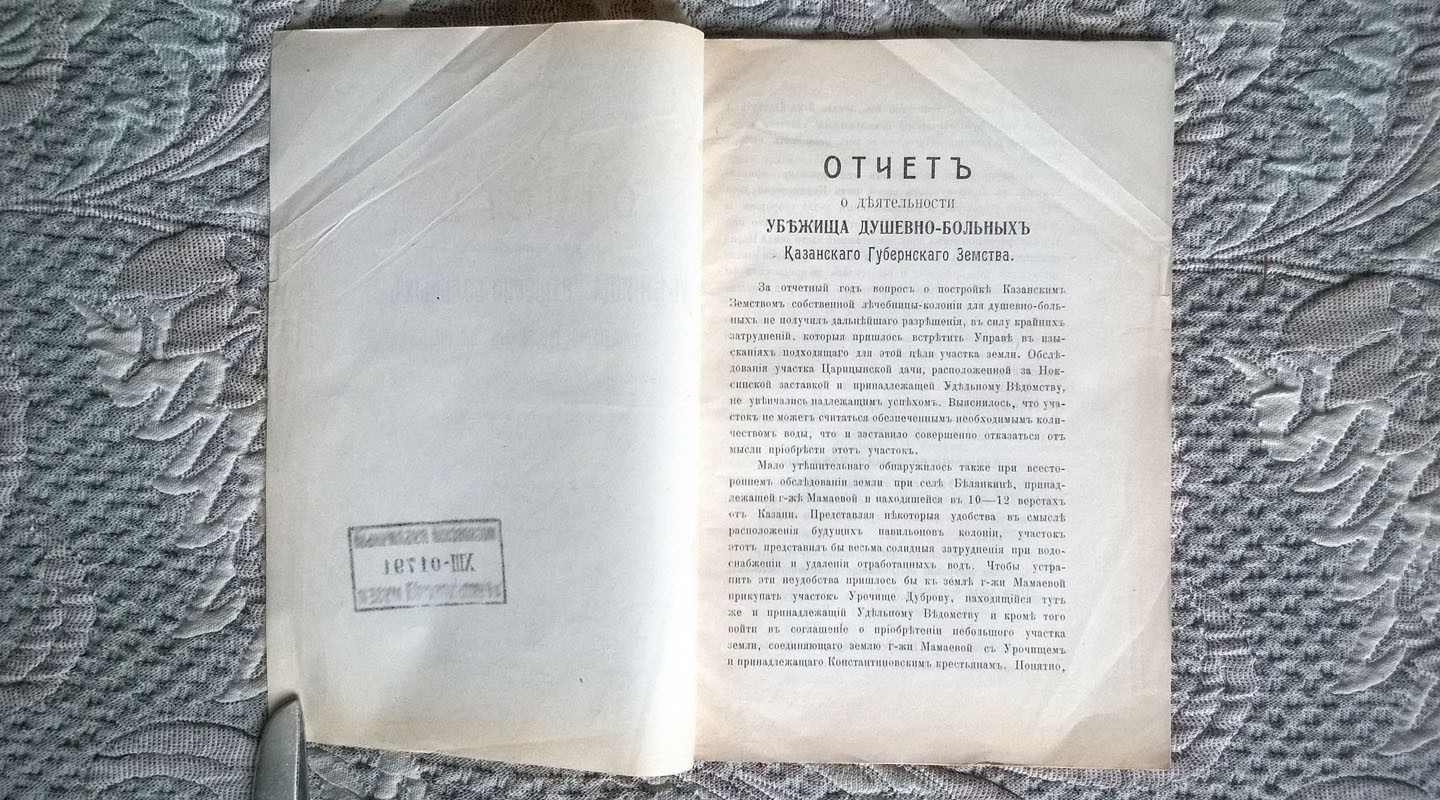 XIII-01791
ОТЧЕТЪ
о дѣятельности
УБѢЖИЩА ДУШЕВНО-БОЛЬНЫХЪ
Казанскаго Губернскаго Земства.
За отчетный годъ вопросъ о постройкѣ Казанскимъ
Земствомъ собственной лѣчебницы-колоніи для душевно-боль-
ныхъ не получилъ дальнѣйшаго разрѣшенія, въ силу крайнихъ
затрудненій. которыя пришлось встрѣтить Управѣ въ изы-
сканіяхъ подходящаго для этой цѣли участка земли. Обслѣ-
дованія участка Царицынской дачи, расположенной за Нок-
синской заставкой и принадлежащей Удѣльному Вѣдомству,
не увѣнчались надлежащимъ успѣхомъ. Выяснилось, что уча-
стокъ не можетъ считаться обезпеченнымъ необходимымъ коли-
чествомъ воды, что и заставило совершенно отказаться отъ
мысли пріобрѣсти этотъ участокъ.
Мало утѣшительнаго обнаружилось также при всесто-
роннемъ обслѣдованіи земли при селѣ Бѣлянкинѣ, принад-
лежащей г-жѣ Мамаевой и находящейся въ 10—12 верстахъ
отъ Казани. Представляя нѣкоторыя удобства въ смыслѣ
расположенія будущихъ павильоновъ колоніи, участокъ
этотъ представилъ бы весьма солидныя затрудненія при водо-
снабженіи и удаленіи отработанныхъ водъ. Чтобы устра-
нить эти неудобства пришлось бы къ землѣ г-жи Мамаевой
прикупать участокъ Урочище Дуброву, находящійся тутъ
же и принадлежащій Удѣльному Вѣдомству и кромѣ того
войти въ соглашеніе о пріобрѣтеніи небольшого участка
земли, соединяющаго землю г-жи Мамаевой съ Урочищемъ
и принадлежащаго Константиновскимъ крестьянамъ. Понятно,